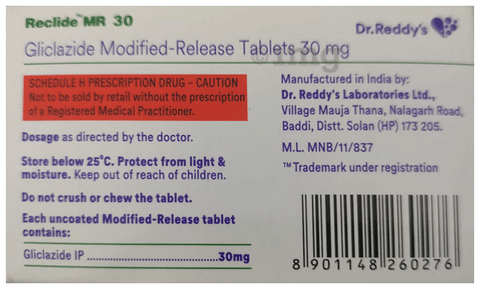 Reclide™ MR 30
Dr.Reddy's
Gliclazide Modified-Release Tablets 30 mg
1mg
SCHEDULE H PRESCRIPTION DRUG - CAUTION
Not to be sold by retail without the prescription
of a Registered Medical Practitioner.
Dosage as directed by the doctor.
Store below 25°C. Protect from light &
moisture. Keep out of reach of children.
Do not crush or chew the tablet.
Each uncoated Modified-Release tablet
contains:
Gliclazide IP ........................................30mg
Manufactured in India by:
Dr. Reddy's Laboratories Ltd.,
Village Mauja Thana, Nalagarh Road,
Baddi, Distt. Solan (HP) 173 205.
M.L. MNB/11/837
™Trademark under registration
8 901148 260276